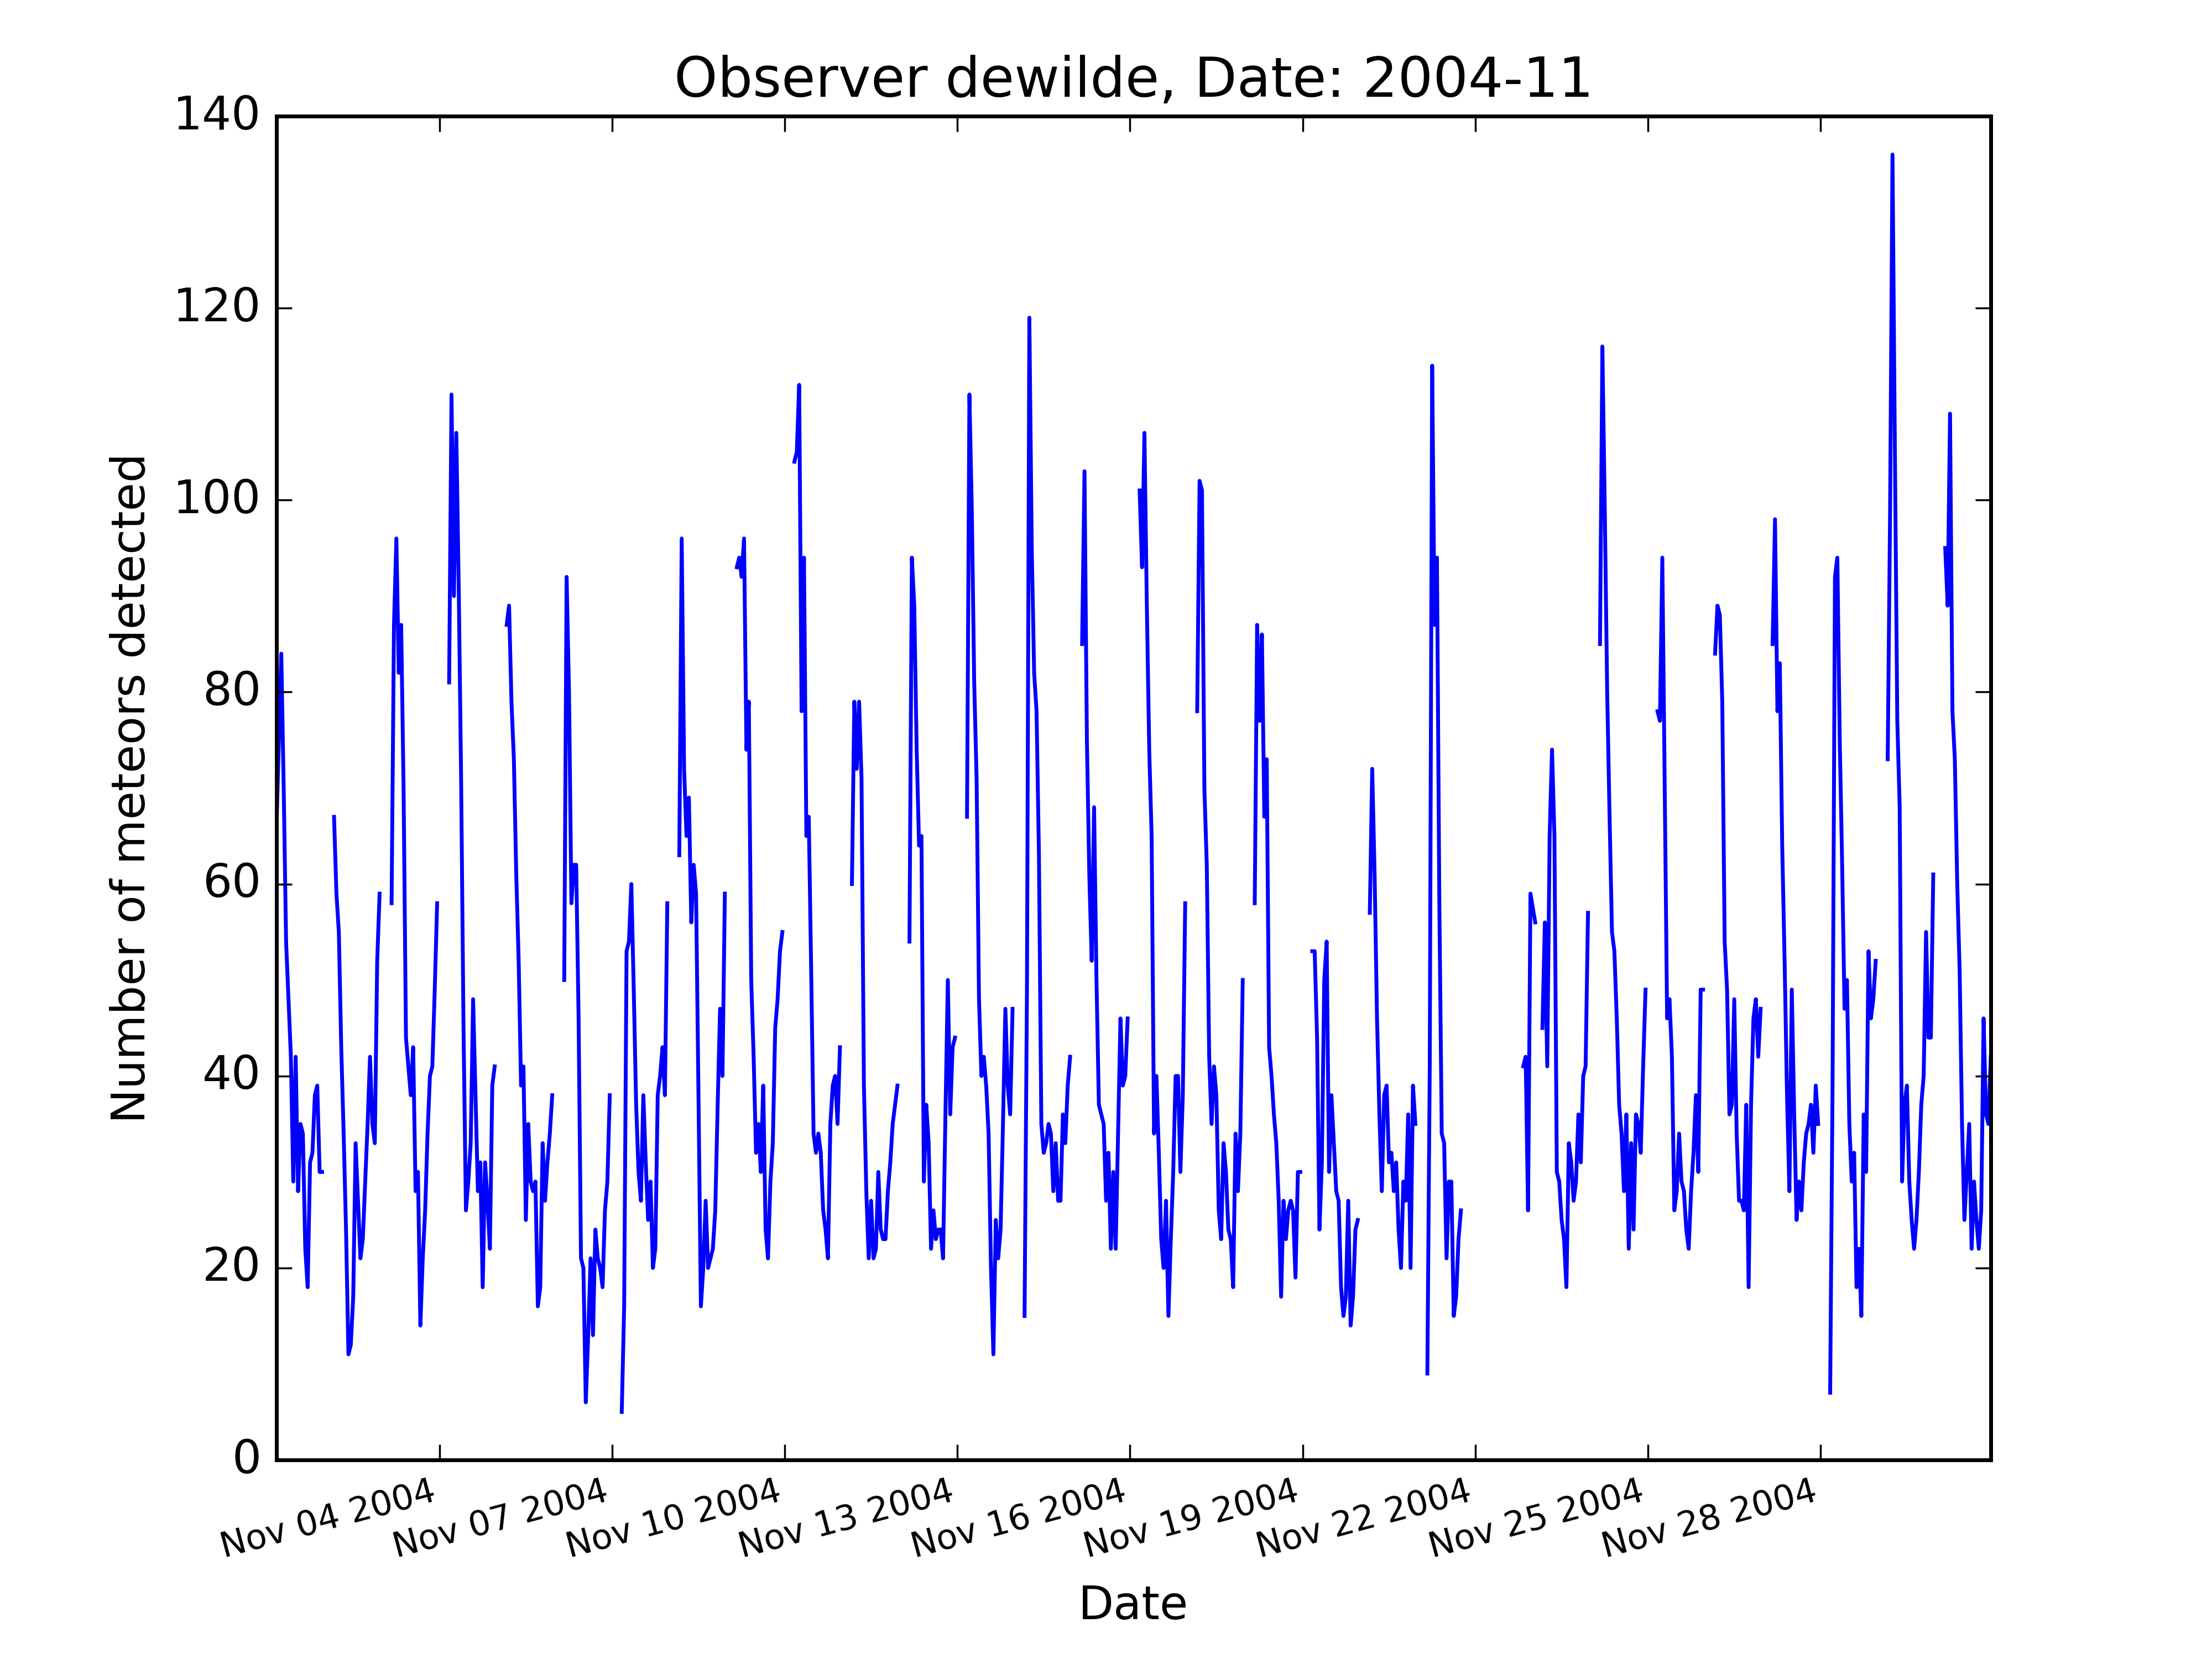 Observer dewilde, Date: 2004-11
Number of meteors detected
140
120
100
80
60
40
20
0
Nov 04 2004
Nov 07 2004
Nov 10 2004
Nov 13 2004
Nov 16 2004
Nov 19 2004
Nov 22 2004
Nov 25 2004
Nov 28 2004
Date